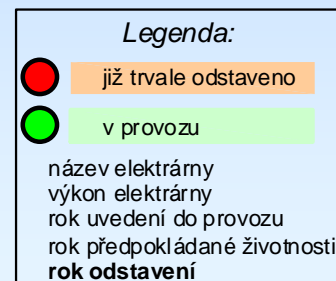 Legenda:
již trvale odstaveno
v provozu
název elektrárny
výkon elektrárny
rok uvedení do provozu
rok předpokládané životnosti
rok odstavení